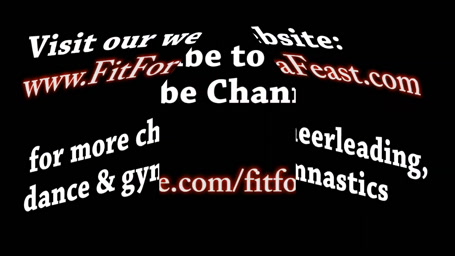 Visit our we
bsite:
www.FitFor
aFeast.com
be to
be Chan
for more ch
eerleading,
dance & gyn
nnastics
e.com/fitfo